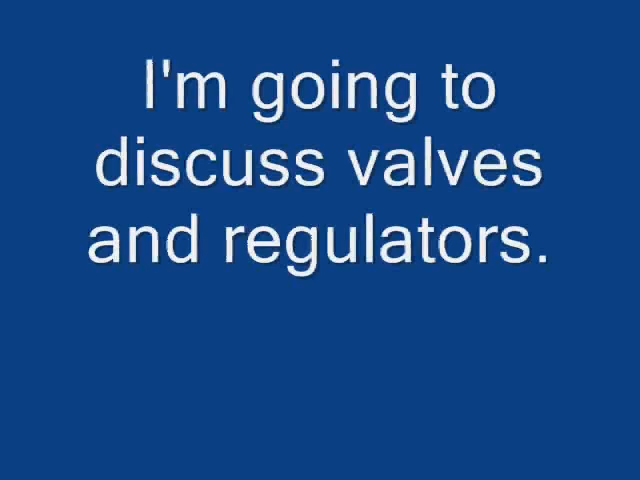 I'm going to
discuss valves
and regulators.